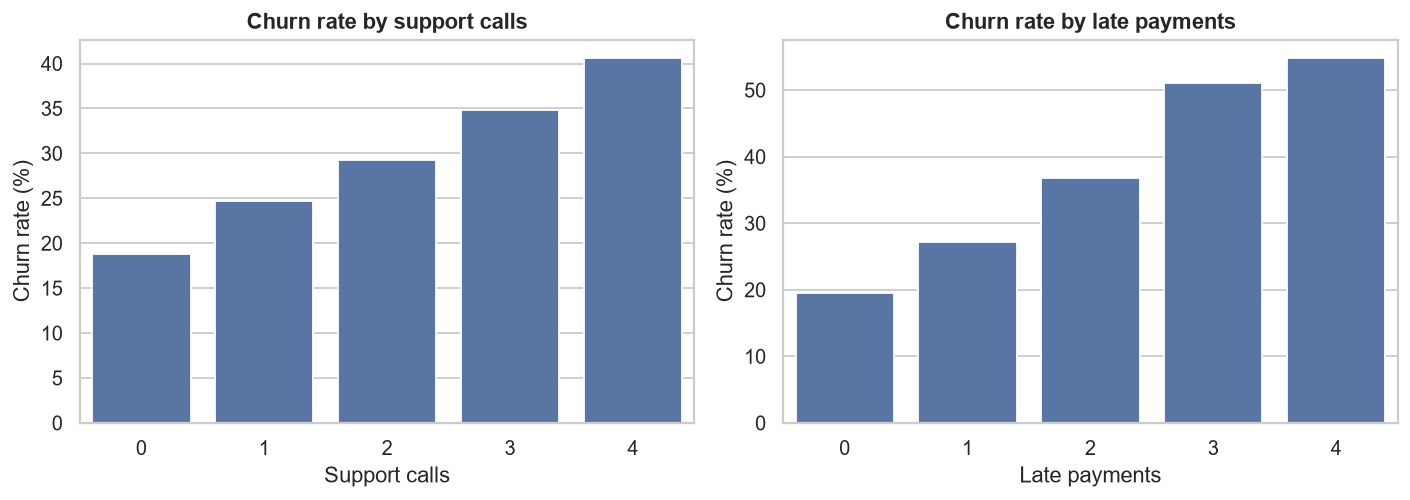 Churn rate by support calls
40
35
30
25
20
15
10
5
0
Churn rate (%)
0 1 2 3 4
Support calls
Churn rate by late payments
50
40
30
20
10
0
Churn rate (%)
0 1 2 3 4
Late payments